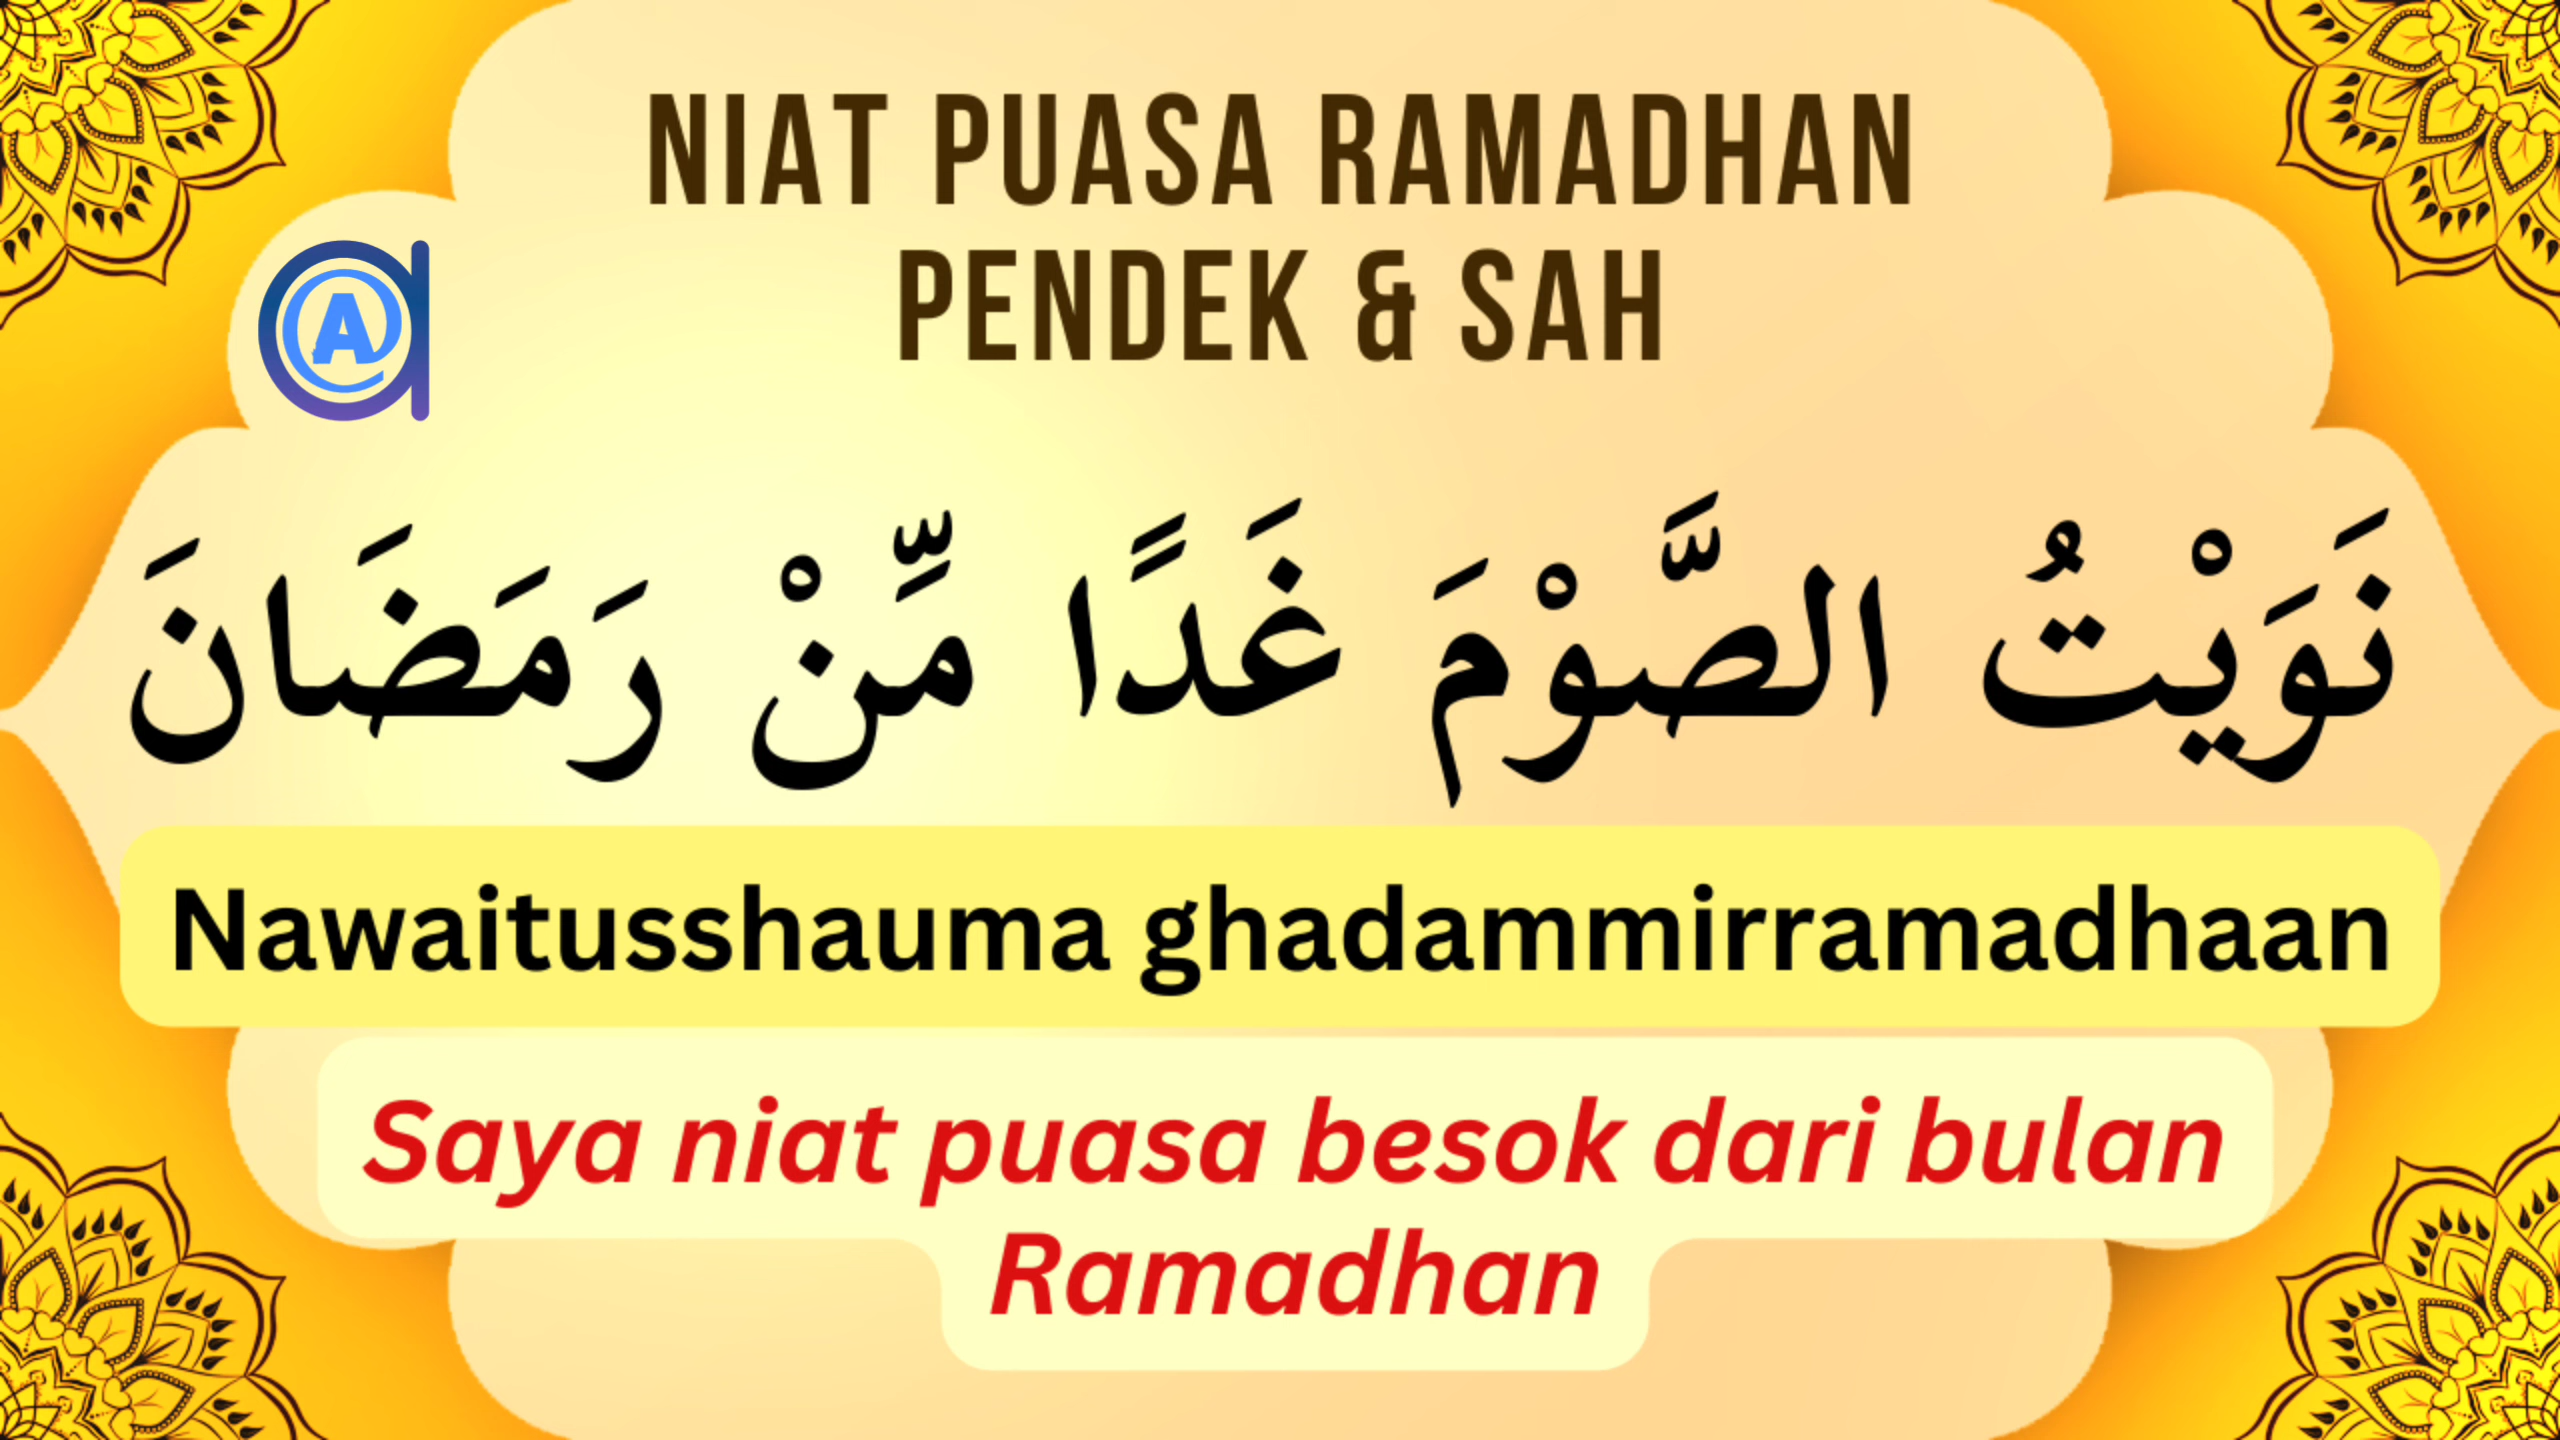 NIAT PUASA RAMADHAN
PENDEK & SAH
A
نَوَيْتُ الصَّوْمَ غَدًا مِّنْ رَمَضَانَ
Nawaitusshauma ghadammirramadhaan
Saya niat puasa besok dari bulan
Ramadhan